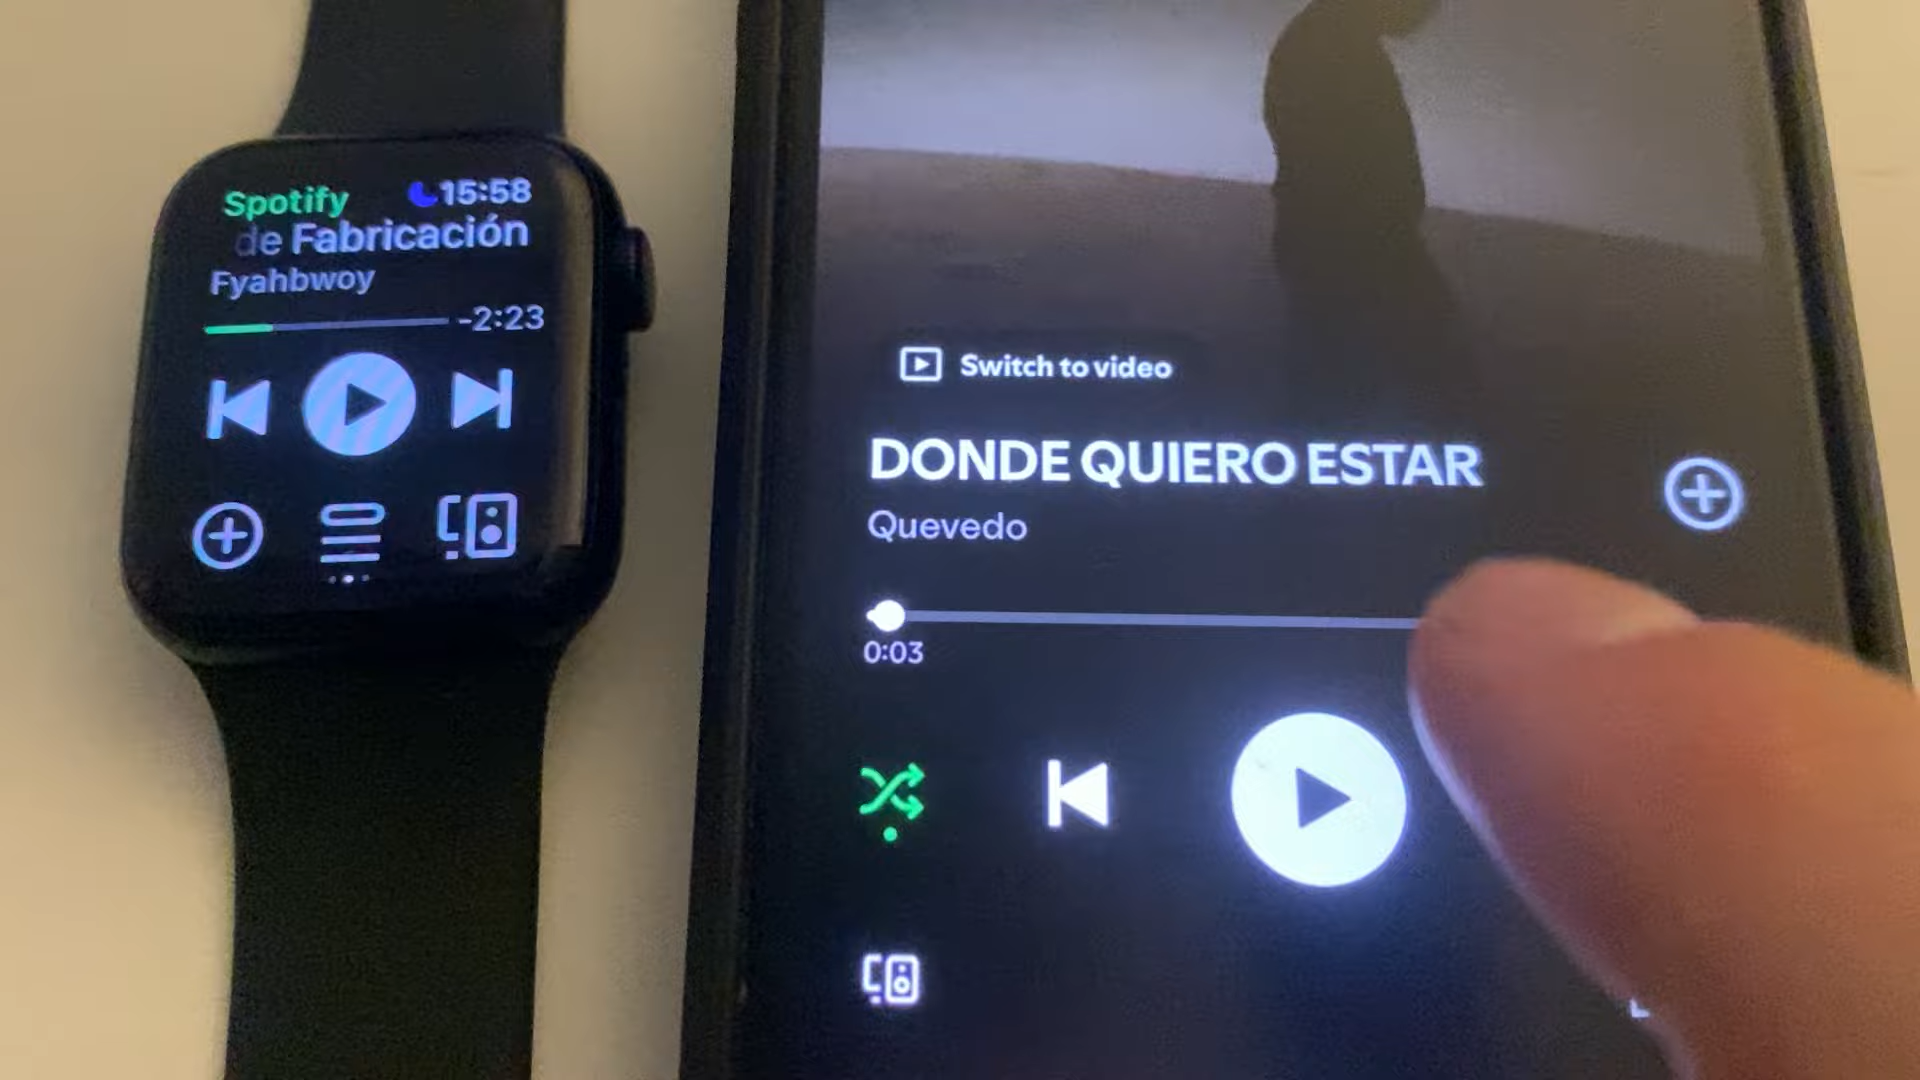 Spotify 15:58
de Fabricación
Fyahbwoy
-2:23
Switch to video
DONDE QUIERO ESTAR
Quevedo
0:03